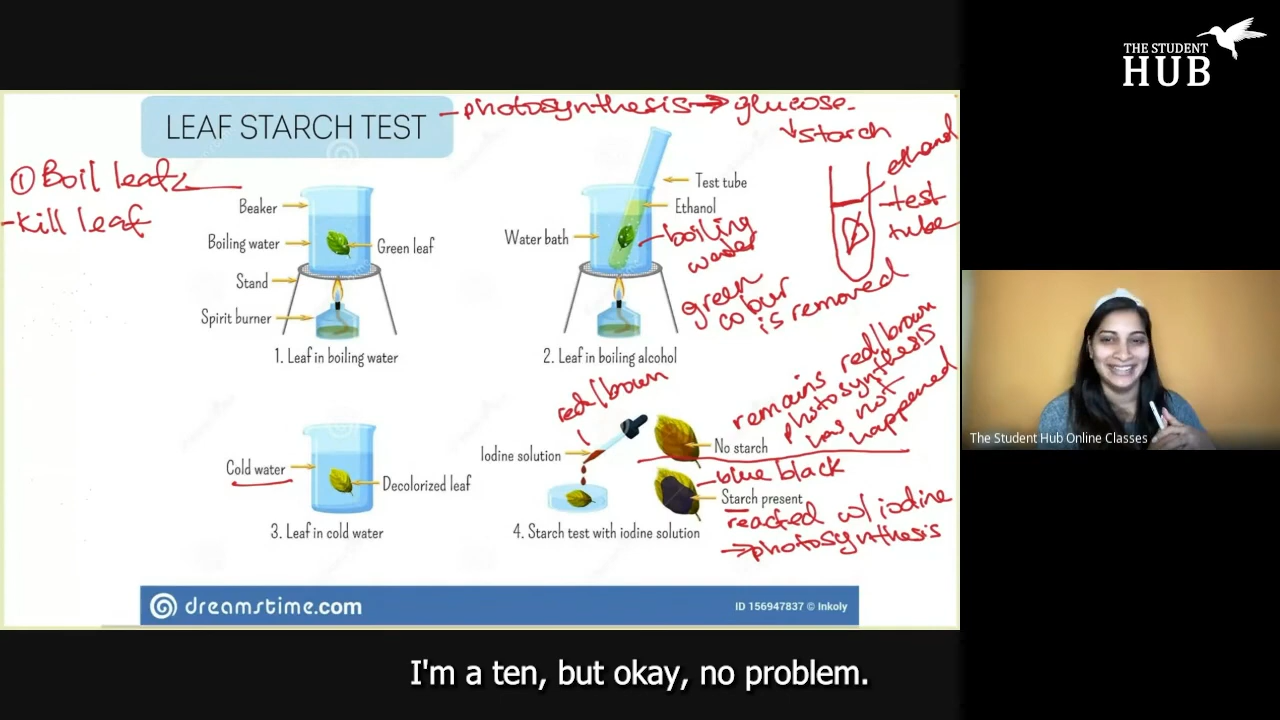 THE STUDENT
HUB
LEAF STARCH TEST
-photosynthesis → glucose
↓starch
① Boil leaf
-Kill leaf
Beaker
Boiling water
Green leaf
Stand
Spirit burner
1. Leaf in boiling water
Test tube
Ethanol
Water bath
boiling
water
green
colour
is removed
2. Leaf in boiling alcohol
ethanol
test
tube
Cold water
Decolorized leaf
3. Leaf in cold water
red/brown
Iodine solution
No starch
remains red/brown
photosynthesis
has not
happened
blue black
Starch present
reacted w/ iodine
→photosynthesis
4. Starch test with iodine solution
dreamstime.com
ID 156947837 © Inkoly
The Student Hub Online Classes
I'm a ten, but okay, no problem.